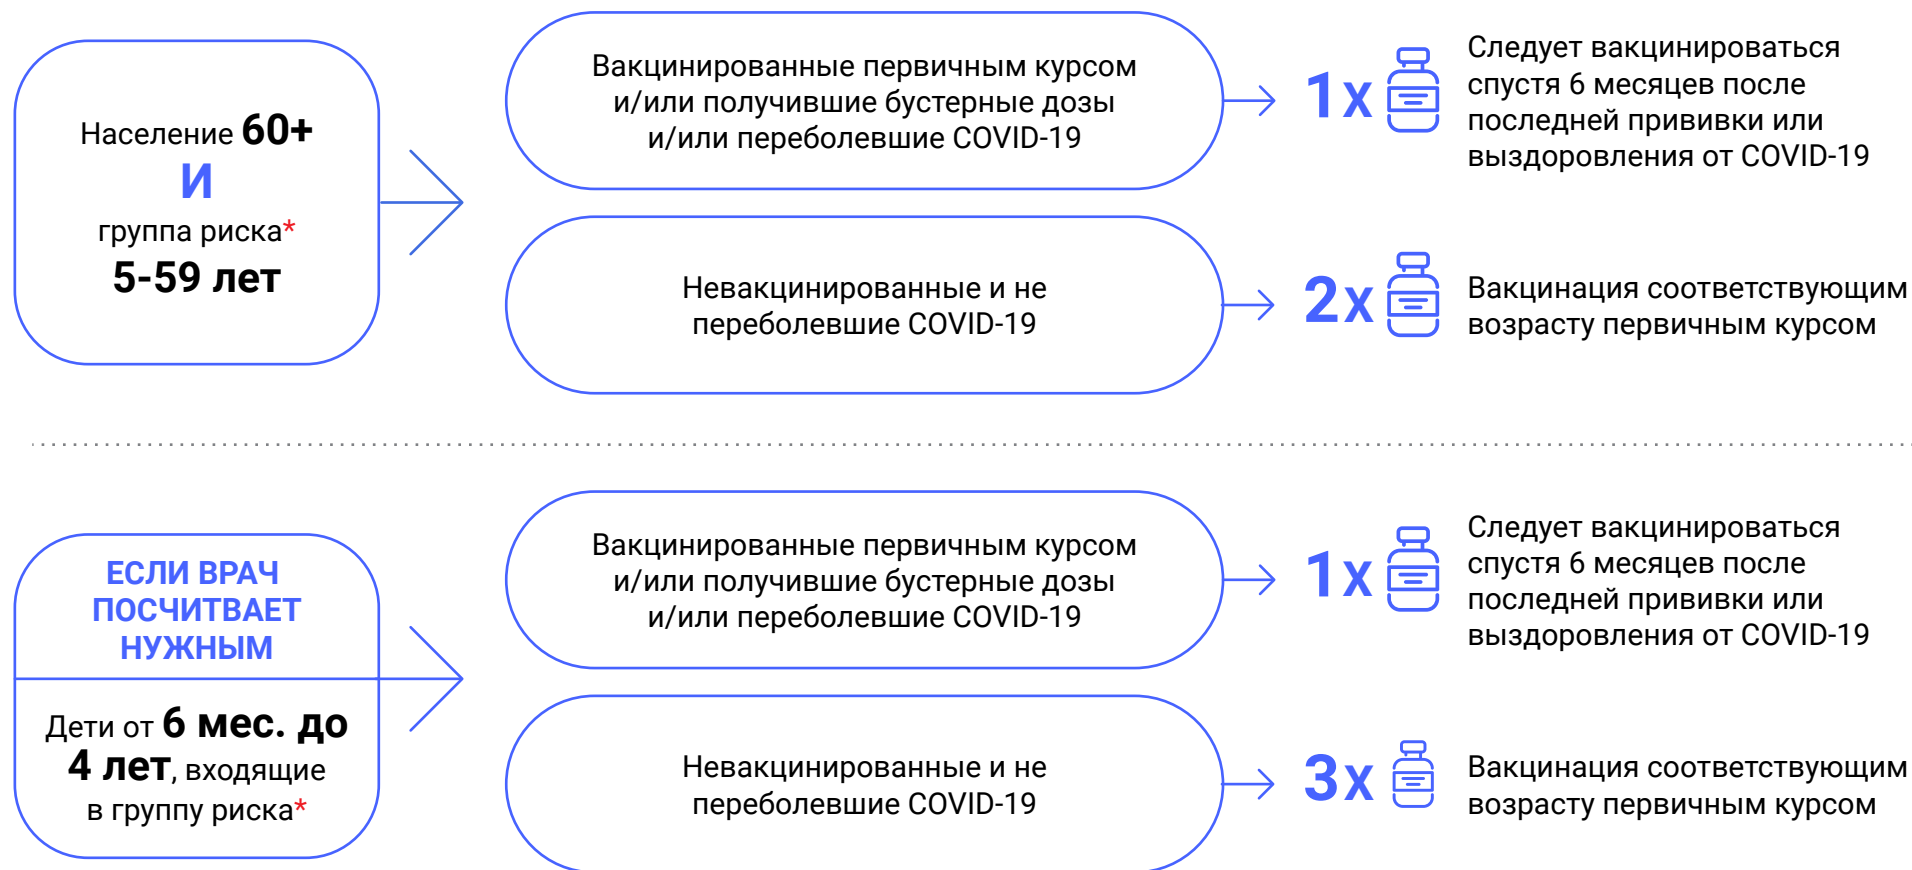 Население 60+
И
группа риска*
5-59 лет
Вакцинированные первичным курсом
и/или получившие бустерные дозы
и/или переболевшие COVID-19
1x
Следует вакцинироваться
спустя 6 месяцев после
последней прививки или
выздоровления от COVID-19
Невакцинированные и не
переболевшие COVID-19
2x
Вакцинация соответствующим
возрасту первичным курсом
ЕСЛИ ВРАЧ
ПОСЧИТВАЕТ
НУЖНЫМ
Дети от 6 мес. до
4 лет, входящие
в группу риска*
Вакцинированные первичным курсом
и/или получившие бустерные дозы
и/или переболевшие COVID-19
1x
Следует вакцинироваться
спустя 6 месяцев после
последней прививки или
выздоровления от COVID-19
Невакцинированные и не
переболевшие COVID-19
3x
Вакцинация соответствующим
возрасту первичным курсом